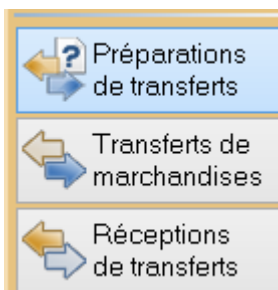 Préparations
de transferts
Transferts de
marchandises
Réceptions
de transferts